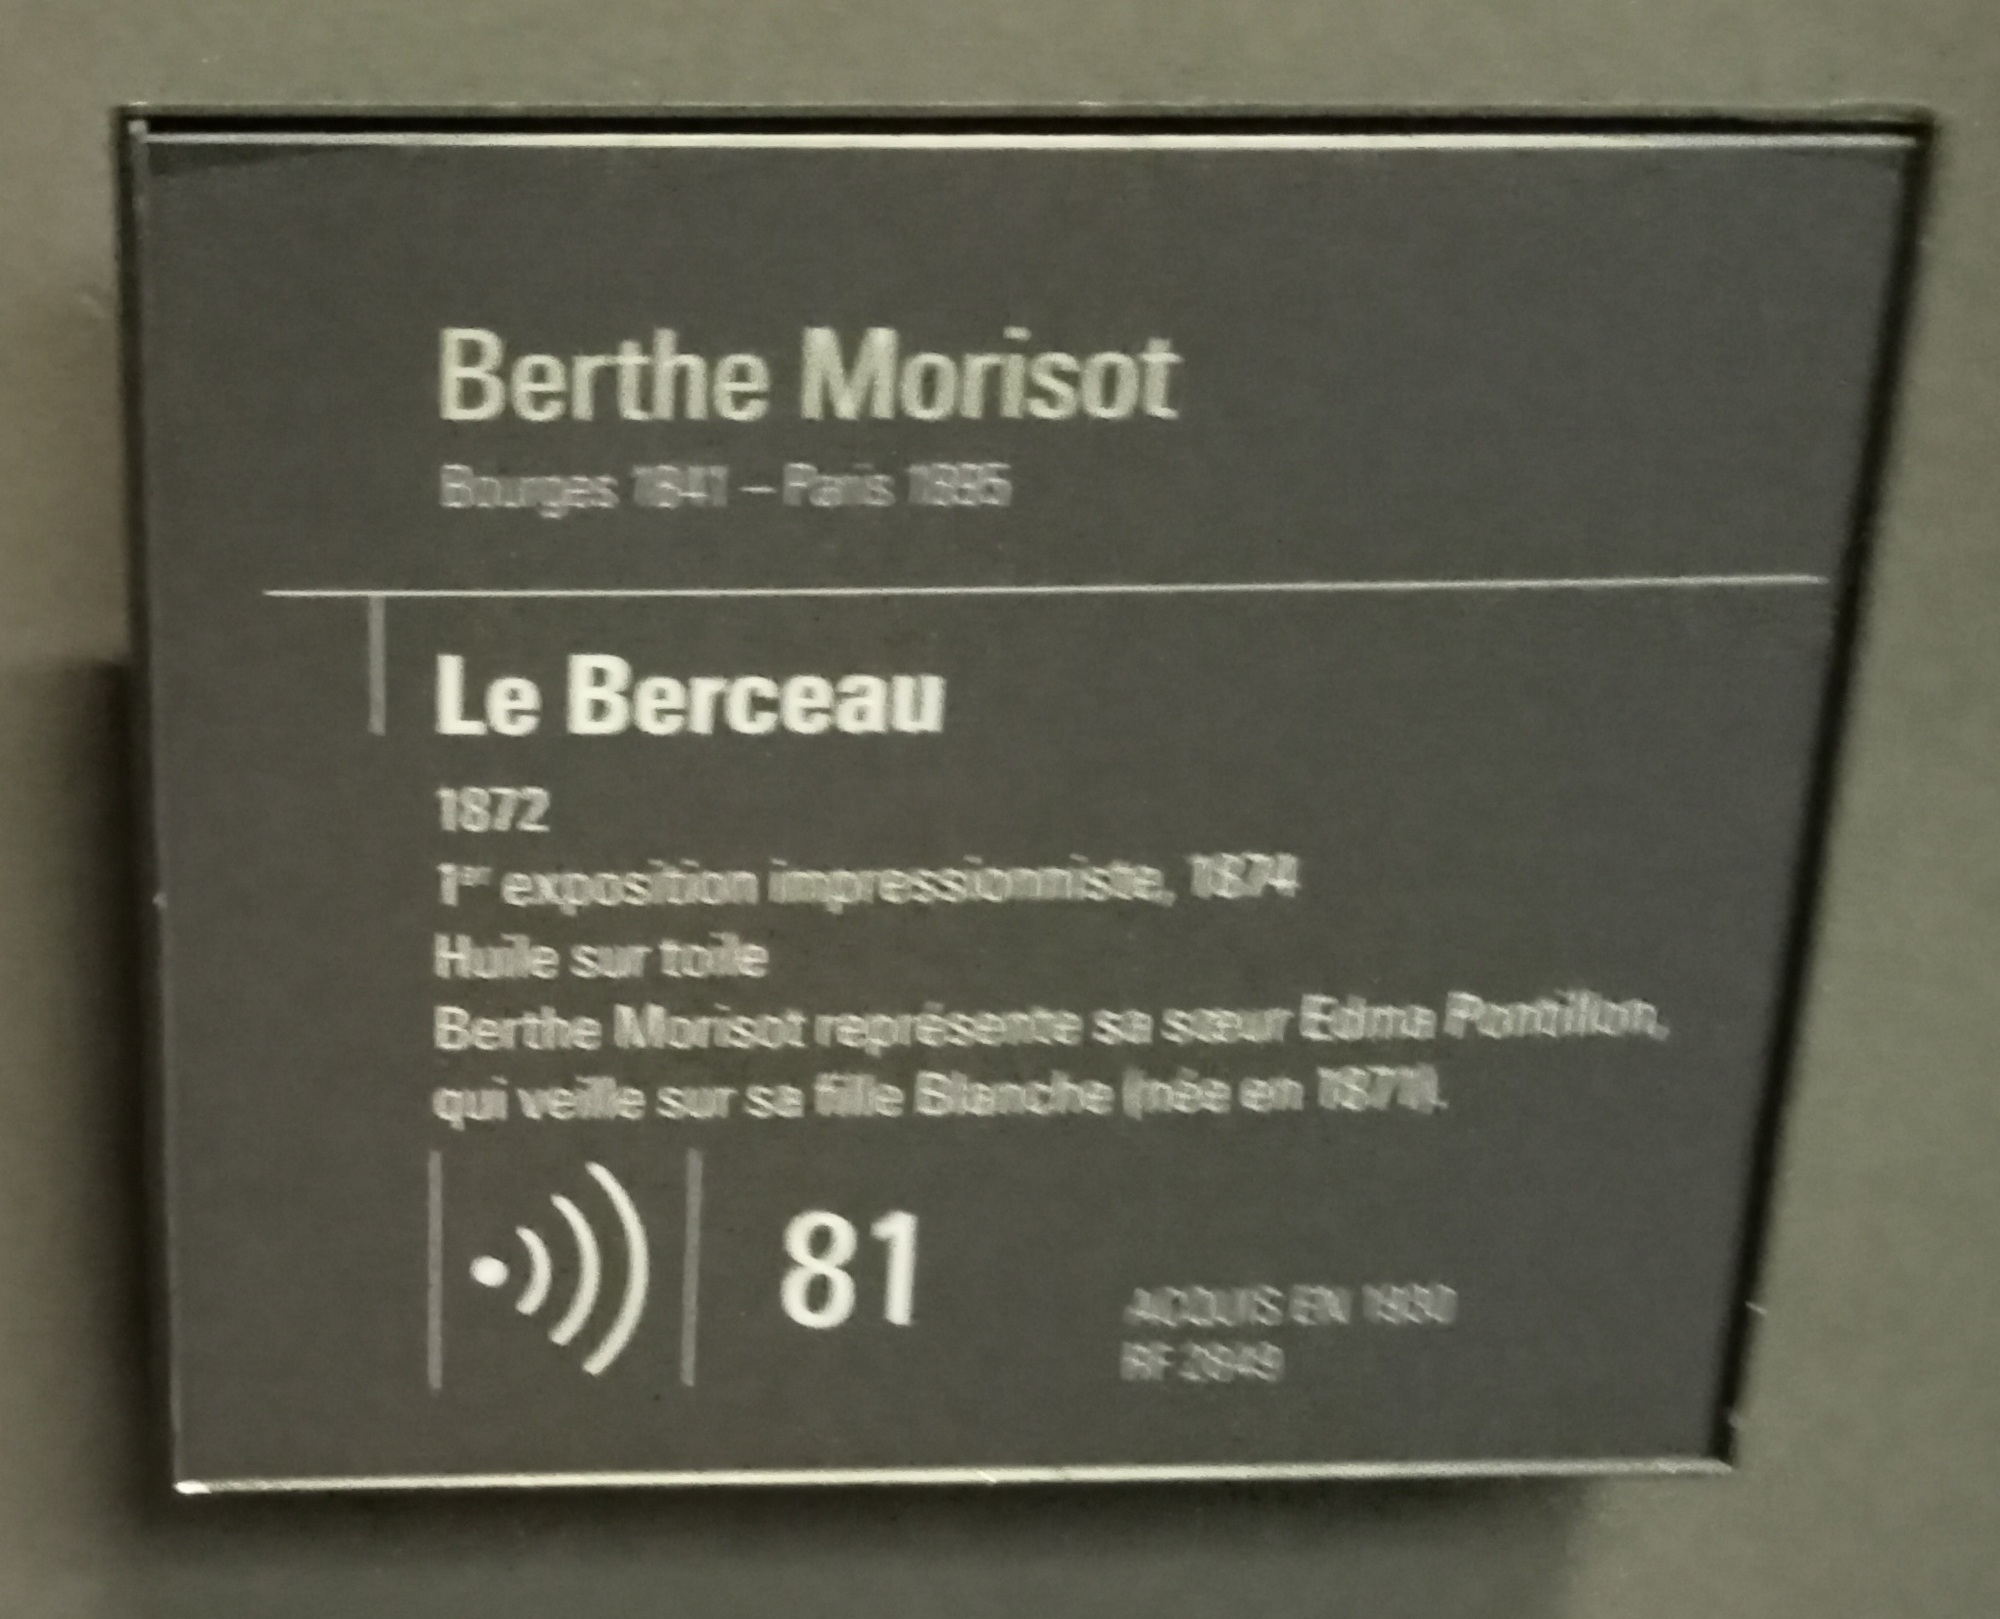 Berthe Morisot
Bourges 1841 – Paris 1895
Le Berceau
1872
1er exposition impressionniste, 1874
Huile sur toile
Berthe Morisot représente sa sœur Edma Pontillon,
qui veille sur sa fille Blanche (née en 1871).
81
ACQUIS EN 1930
RF 2849